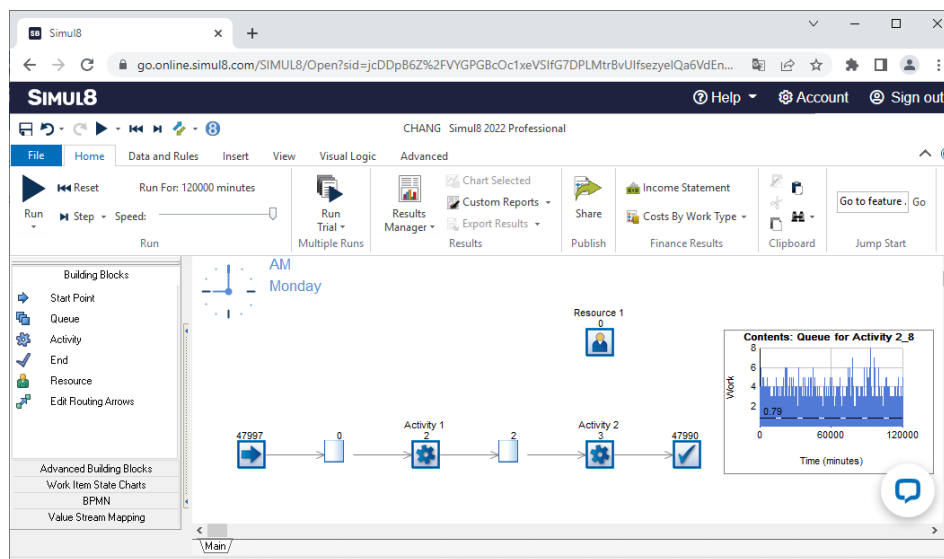 SB Simul8
go.online.simul8.com/SIMUL8/Open?sid=jcDDpB6Z%2FVYGPGBcOc1xeVSIfG7DPLMtrBvUIfsezyeIQa6VdEn...
SIMUL8 Help Account Sign out
CHANG Simul8 2022 Professional
File Home Data and Rules Insert View Visual Logic Advanced
Run
Reset
Run For: 120000 minutes
Step Speed:
Run
Run Trial
Multiple Runs
Results Manager
Chart Selected
Custom Reports
Export Results
Results
Share
Publish
Income Statement
Costs By Work Type
Finance Results
Clipboard
Go to feature . Go
Jump Start
Building Blocks
Start Point
Queue
Activity
End
Resource
Edit Routing Arrows
Advanced Building Blocks
Work Item State Charts
BPMN
Value Stream Mapping
AM
Monday
Resource 1
0
Activity 1
Activity 2
47997 0 2 2 3 47990
Contents: Queue for Activity 2_8
Work
8
6
4
2
0.79
0 60000 120000
Time (minutes)
Main